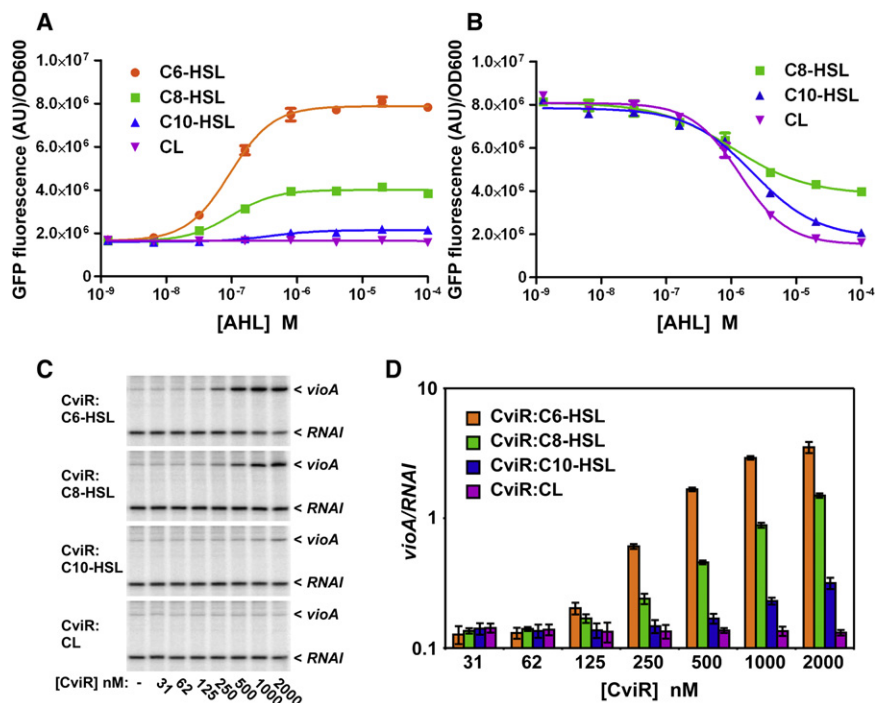 A
GFP fluorescence (AU)/OD600
1.0×10⁷
8.0×10⁶
6.0×10⁶
4.0×10⁶
2.0×10⁶
0
C6-HSL
C8-HSL
C10-HSL
CL
10⁻⁹ 10⁻⁸ 10⁻⁷ 10⁻⁶ 10⁻⁵ 10⁻⁴
[AHL] M
B
GFP fluorescence (AU)/OD600
1.0×10⁷
8.0×10⁶
6.0×10⁶
4.0×10⁶
2.0×10⁶
0
C8-HSL
C10-HSL
CL
10⁻⁹ 10⁻⁸ 10⁻⁷ 10⁻⁶ 10⁻⁵ 10⁻⁴
[AHL] M
C
CviR:
C6-HSL
< vioA
< RNAI
CviR:
C8-HSL
< vioA
< RNAI
CviR:
C10-HSL
< vioA
< RNAI
CviR:
CL
< vioA
< RNAI
[CviR] nM: - 31 62 125 250 500 1000 2000
D
vioA/RNAI
10
1
0.1
CviR:C6-HSL
CviR:C8-HSL
CviR:C10-HSL
CviR:CL
31 62 125 250 500 1000 2000
[CviR] nM